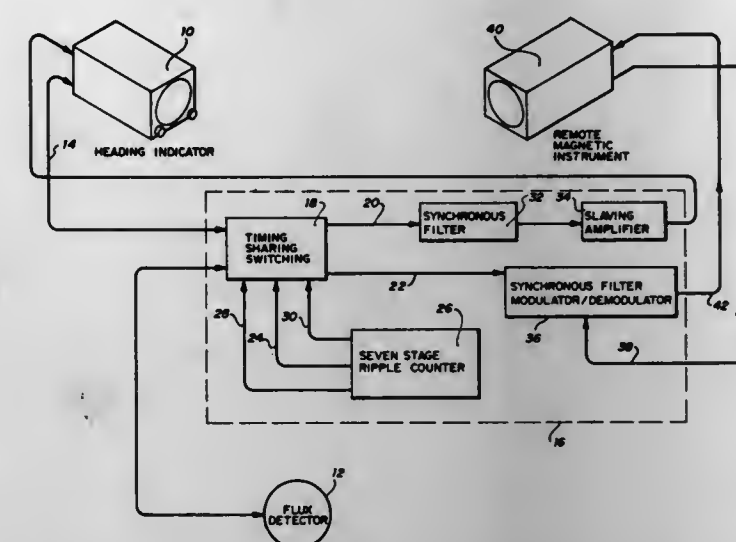 10
40
HEADING INDICATOR
REMOTE
MAGNETIC
INSTRUMENT
14
18
20
32
34
TIMING
SHARING
SWITCHING
SYNCHRONOUS
FILTER
SLAVING
AMPLIFIER
22
SYNCHRONOUS FILTER
MODULATOR/DEMODULATOR
42
28
24
30
26
36
38
SEVEN STAGE
RIPPLE COUNTER
16
12
FLUX
DETECTOR